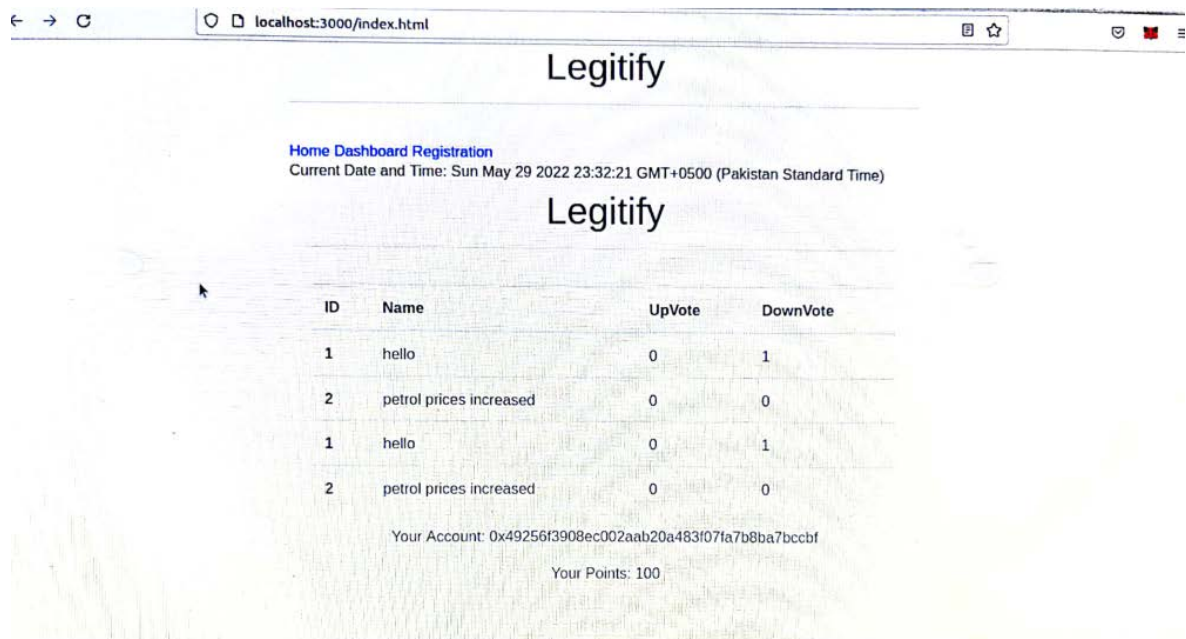 localhost:3000/index.html
Legitify
Home Dashboard Registration
Current Date and Time: Sun May 29 2022 23:32:21 GMT+0500 (Pakistan Standard Time)
Legitify
ID Name UpVote DownVote
1 hello 0 1
2 petrol prices increased 0 0
1 hello 0 1
2 petrol prices increased 0 0
Your Account: 0x49256f3908ec002aab20a483f07fa7b8ba7bccbf
Your Points: 100